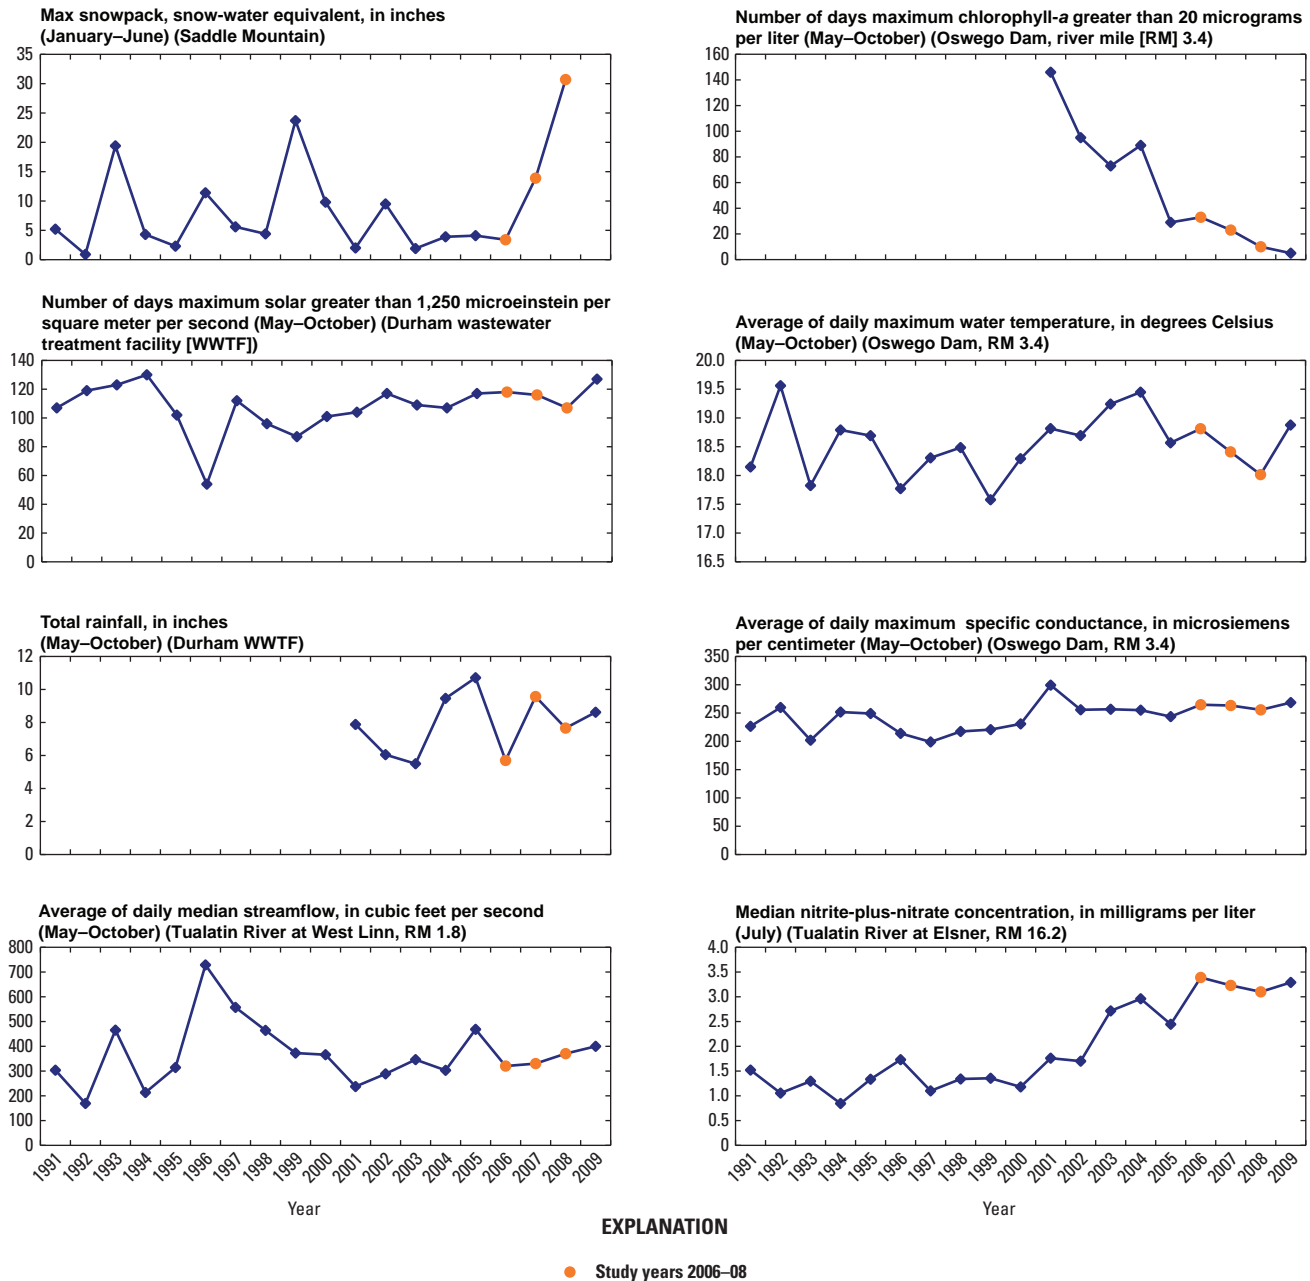 Max snowpack, snow-water equivalent, in inches
(January–June) (Saddle Mountain)
35
30
25
20
15
10
5
0
Number of days maximum chlorophyll-a greater than 20 micrograms
per liter (May–October) (Oswego Dam, river mile [RM] 3.4)
160
140
120
100
80
60
40
20
0
Number of days maximum solar greater than 1,250 microeinstein per
square meter per second (May–October) (Durham wastewater
treatment facility [WWTF])
140
120
100
80
60
40
20
0
Average of daily maximum water temperature, in degrees Celsius
(May–October) (Oswego Dam, RM 3.4)
20.0
19.5
19.0
18.5
18.0
17.5
17.0
16.5
Total rainfall, in inches
(May–October) (Durham WWTF)
12
10
8
6
4
2
0
Average of daily maximum specific conductance, in microsiemens
per centimeter (May–October) (Oswego Dam, RM 3.4)
350
300
250
200
150
100
50
0
Average of daily median streamflow, in cubic feet per second
(May–October) (Tualatin River at West Linn, RM 1.8)
800
700
600
500
400
300
200
100
0
1991 1992 1993 1994 1995 1996 1997 1998 1999 2000 2001 2002 2003 2004 2005 2006 2007 2008 2009
Year
Median nitrite-plus-nitrate concentration, in milligrams per liter
(July) (Tualatin River at Elsner, RM 16.2)
4.0
3.5
3.0
2.5
2.0
1.5
1.0
0.5
0
1991 1992 1993 1994 1995 1996 1997 1998 1999 2000 2001 2002 2003 2004 2005 2006 2007 2008 2009
Year
EXPLANATION
Study years 2006–08